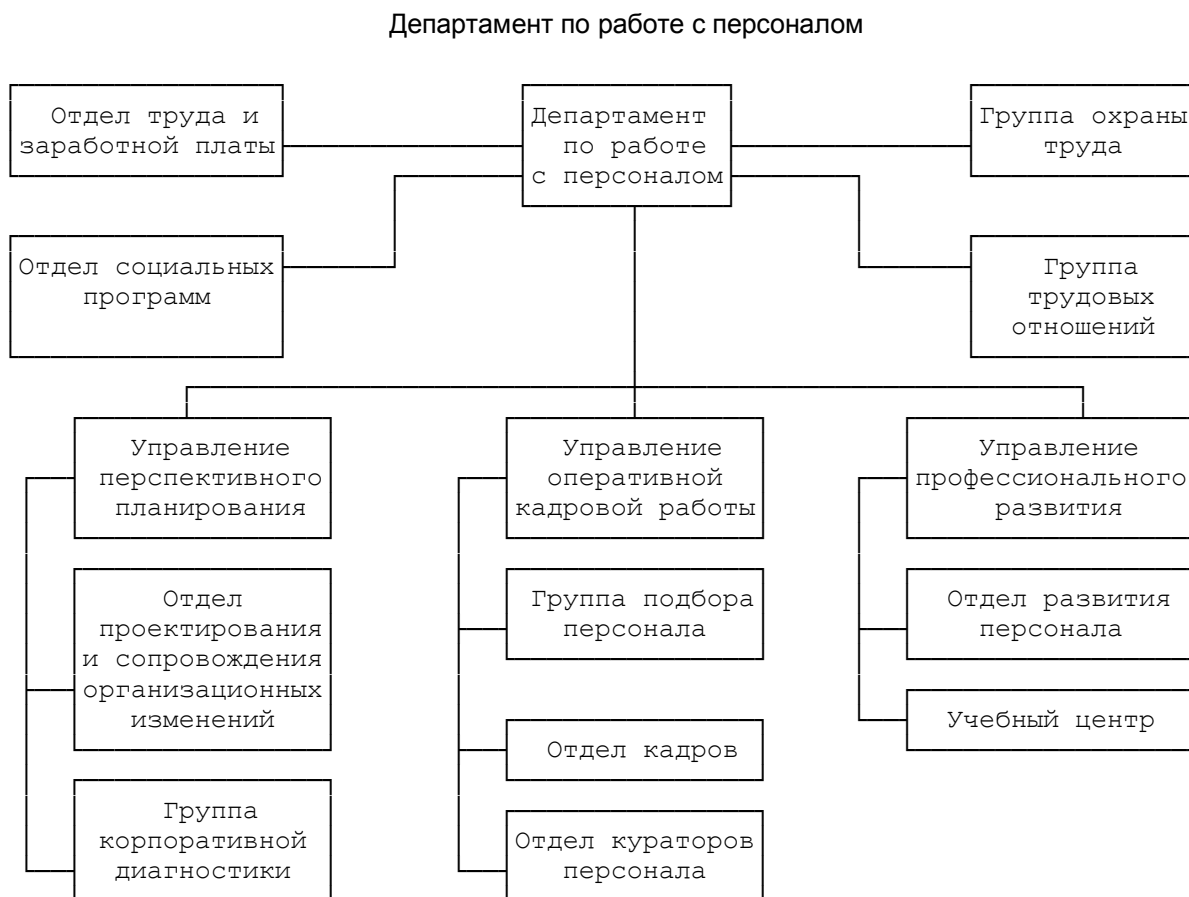 Департамент по работе с персоналом
Отдел труда и
заработной платы
Департамент
по работе
с персоналом
Группа охраны
труда
Отдел социальных
программ
Группа
трудовых
отношений
Управление
перспективного
планирования
Управление
оперативной
кадровой работы
Управление
профессионального
развития
Отдел
проектирования
и сопровождения
организационных
изменений
Группа подбора
персонала
Отдел развития
персонала
Учебный центр
Отдел кадров
Группа
корпоративной
диагностики
Отдел кураторов
персонала